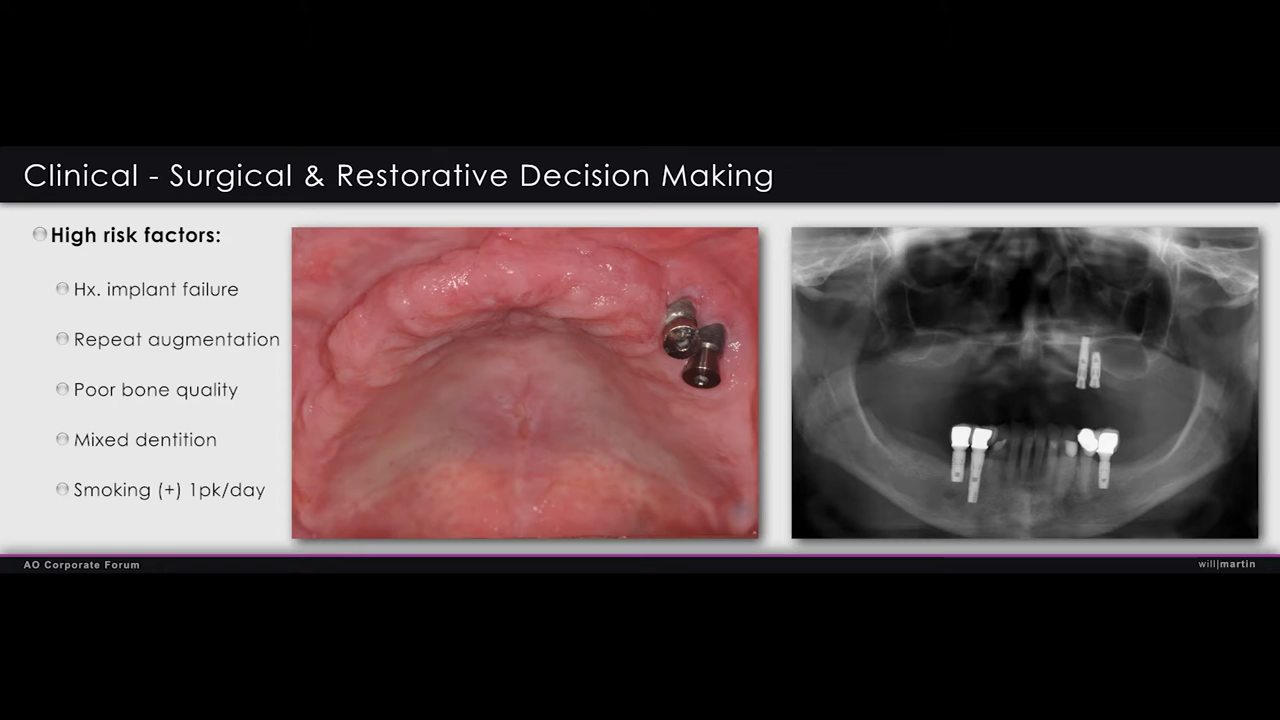 Clinical - Surgical & Restorative Decision Making
High risk factors:
Hx. implant failure
Repeat augmentation
Poor bone quality
Mixed dentition
Smoking (+) 1pk/day
AO Corporate Forum
will|martin